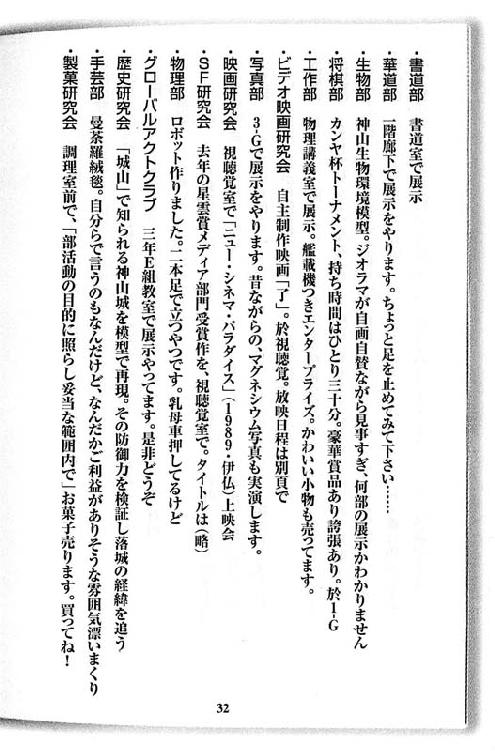 ・書道部　書道室で展示
・華道部　一階廊下で展示をやります。ちょっと足を止めてみて下さい……
・生物部　神山生物環境模型。ジオラマが自画自賛ながら見事すぎ、何部の展示かわかりません
・将棋部　カンヤ杯トーナメント、持ち時間はひとり三十分。豪華賞品あり誇張あり。於1-G
・工作部　物理講義室で展示。艦載機つきエンタープライズ。かわいい小物も売ってます。
・ビデオ映画研究会　自主制作映画「了」。於視聴覚。放映日程は別頁で
・写真部　3-Gで展示をやります。昔ながらの、マグネシウム写真も実演します。
・映画研究会　視聴覚室で「ニュー・シネマ・パラダイス」（1989・伊仏）上映会
・SF研究会　去年の星雲賞メディア部門受賞作を、視聴覚室で。タイトルは（略）
・物理部　ロボット作りました。二本足で立つやつです。乳母車押してるけど
・グローバルアクトクラブ　三年E組教室で展示やってます。是非どうぞ
・歴史研究会　「城山」で知られる神山城を模型で再現。その防御力を検証し落城の経緯を追う
・手芸部　曼荼羅絨毯。自分らで言うのもなんだけど、なんだかご利益がありそうな雰囲気漂いまくり
・製菓研究会　調理室前で、「部活動の目的に照らし妥当な範囲内で」お菓子売ります。買ってね！
32